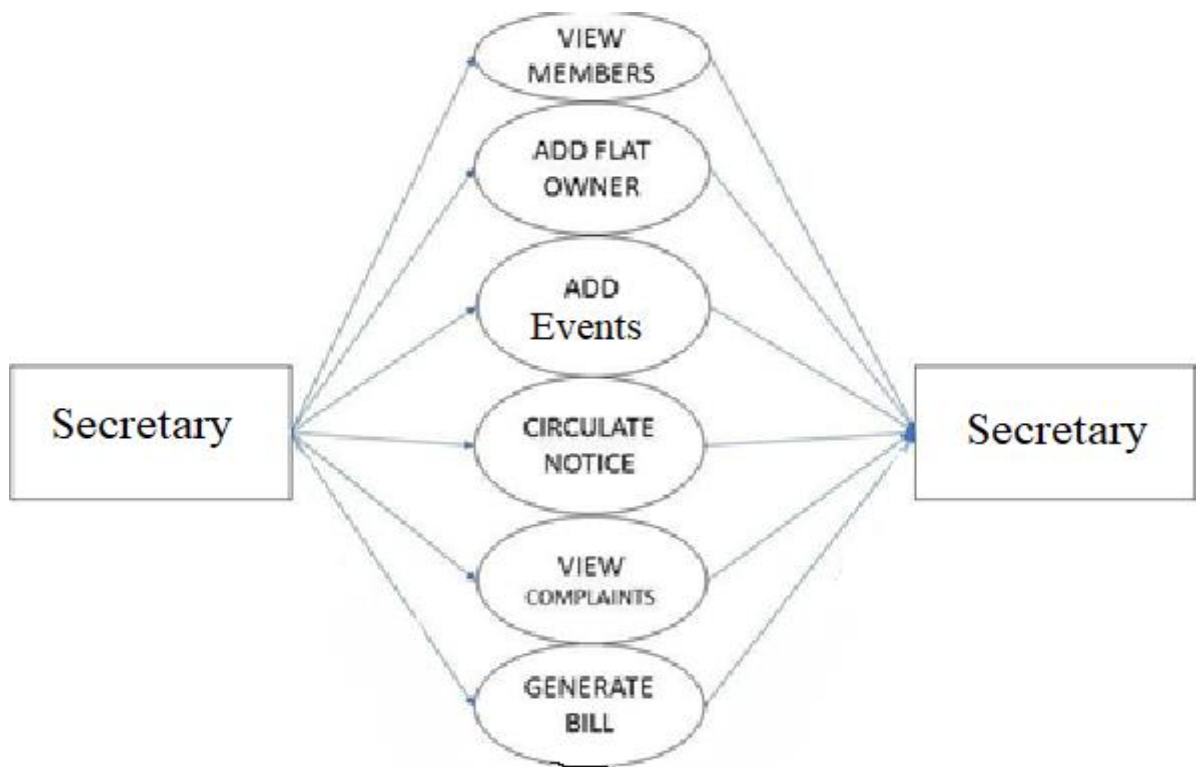 VIEW
MEMBERS
ADD FLAT
OWNER
ADD
Events
Secretary
CIRCULATE
NOTICE
Secretary
VIEW
COMPLAINTS
GENERATE
BILL